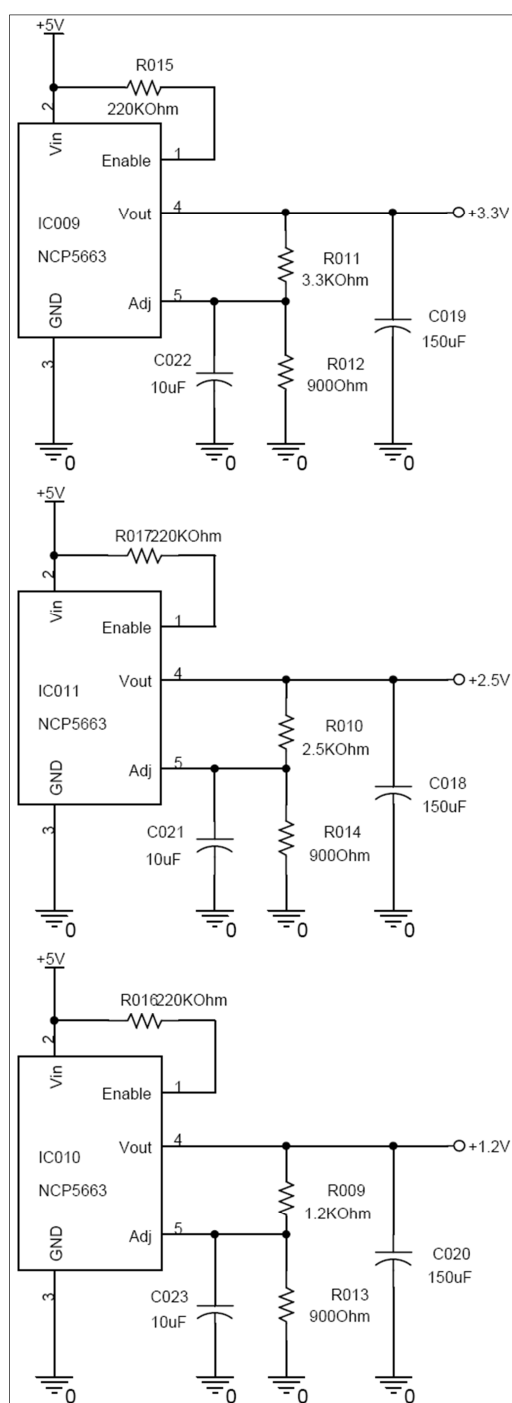 +5V
R015
220KOhm
2
Vin
Enable
1
Vout
4
+3.3V
IC009
NCP5663
R011
3.3KOhm
GND
Adj
5
C019
150uF
3
C022
10uF
R012
900Ohm
0
0
0
0
+5V
R017220KOhm
2
Vin
Enable
1
Vout
4
+2.5V
IC011
NCP5663
R010
2.5KOhm
GND
Adj
5
C018
150uF
3
C021
10uF
R014
900Ohm
0
0
0
0
+5V
R016220KOhm
2
Vin
Enable
1
Vout
4
+1.2V
IC010
NCP5663
R009
1.2KOhm
GND
Adj
5
C020
150uF
3
C023
10uF
R013
900Ohm
0
0
0
0